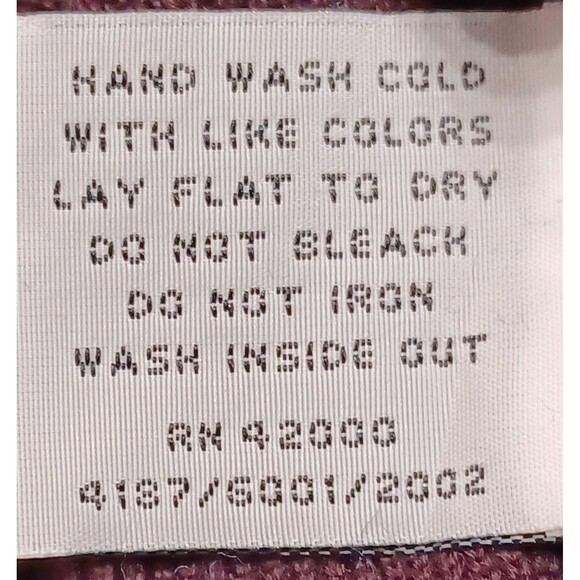 HAND WASH COLD
WITH LIKE COLORS
LAY FLAT TO DRY
DO NOT BLEACH
DO NOT IRON
WASH INSIDE OUT
RN 42000
4187/6001/2002